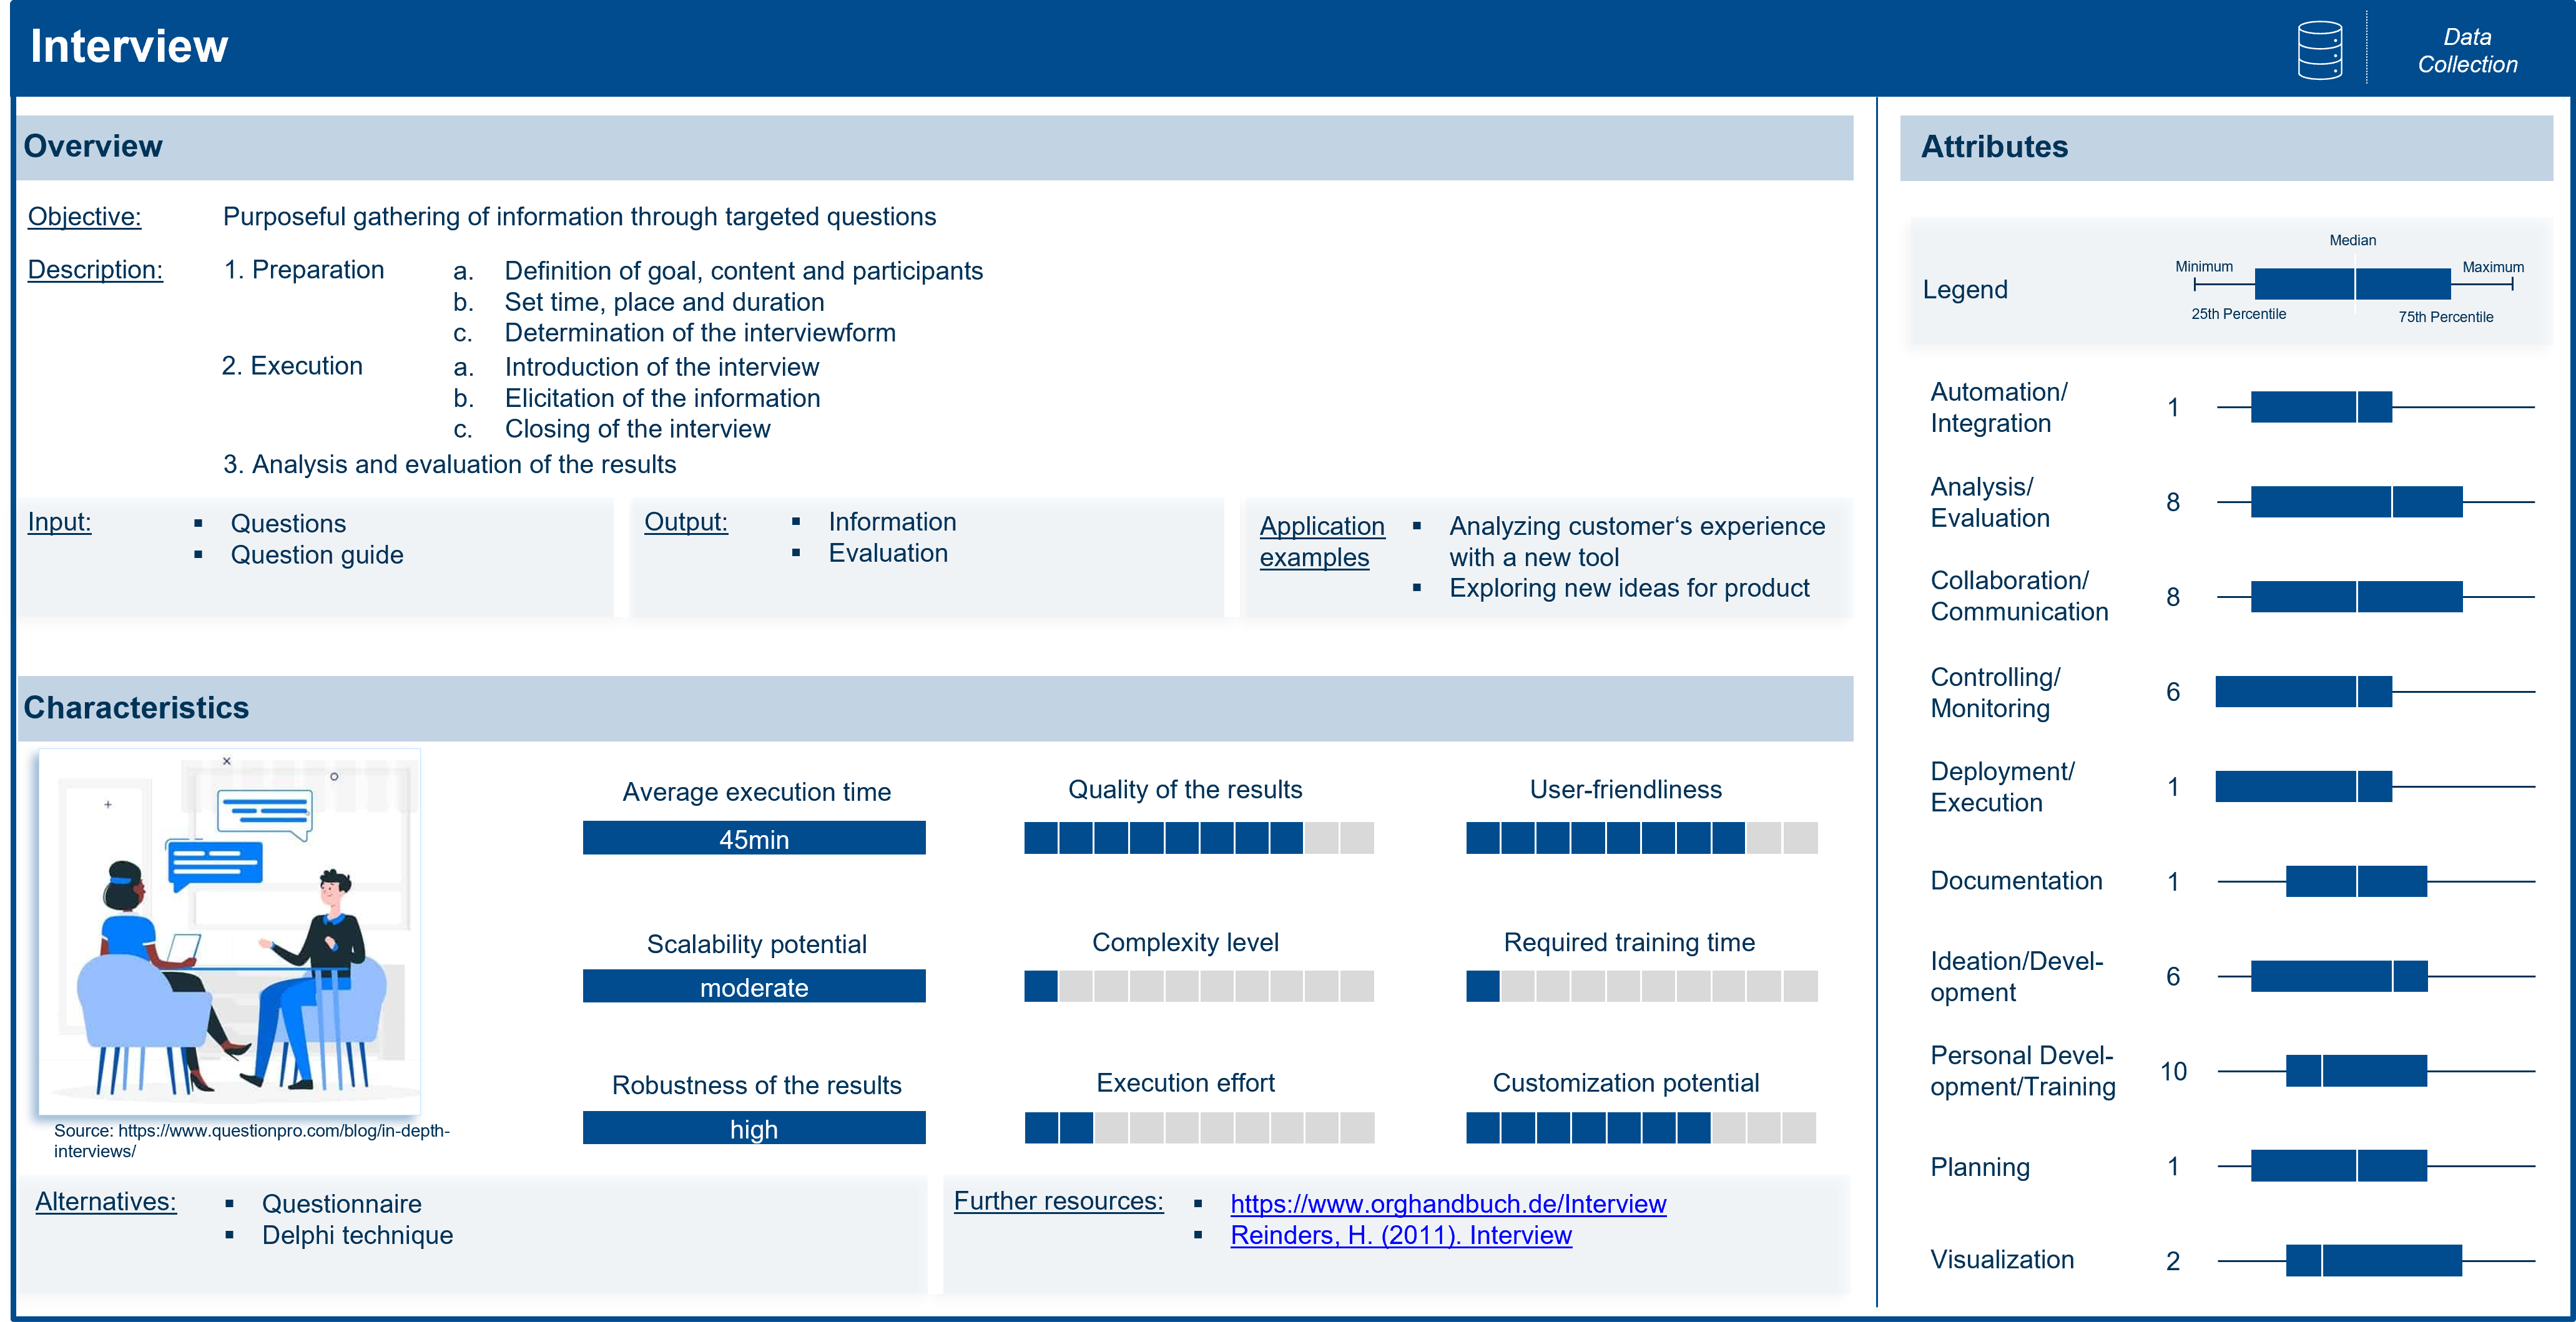 Interview
Data
Collection
Overview
Objective: Purposeful gathering of information through targeted questions
Description: 1. Preparation
a. Definition of goal, content and participants
b. Set time, place and duration
c. Determination of the interviewform
2. Execution
a. Introduction of the interview
b. Elicitation of the information
c. Closing of the interview
3. Analysis and evaluation of the results
Input:
▪ Questions
▪ Question guide
Output:
▪ Information
▪ Evaluation
Application
examples
▪ Analyzing customer‘s experience
with a new tool
▪ Exploring new ideas for product
Characteristics
Source: https://www.questionpro.com/blog/in-depth-
interviews/
Average execution time
45min
Quality of the results
User-friendliness
Scalability potential
moderate
Complexity level
Required training time
Robustness of the results
high
Execution effort
Customization potential
Alternatives:
▪ Questionnaire
▪ Delphi technique
Further resources:
▪ https://www.orghandbuch.de/Interview
▪ Reinders, H. (2011). Interview
Attributes
Legend
Median
Minimum
Maximum
25th Percentile
75th Percentile
Automation/
Integration
1
Analysis/
Evaluation
8
Collaboration/
Communication
8
Controlling/
Monitoring
6
Deployment/
Execution
1
Documentation 1
Ideation/Devel-
opment
6
Personal Devel-
opment/Training
10
Planning 1
Visualization 2